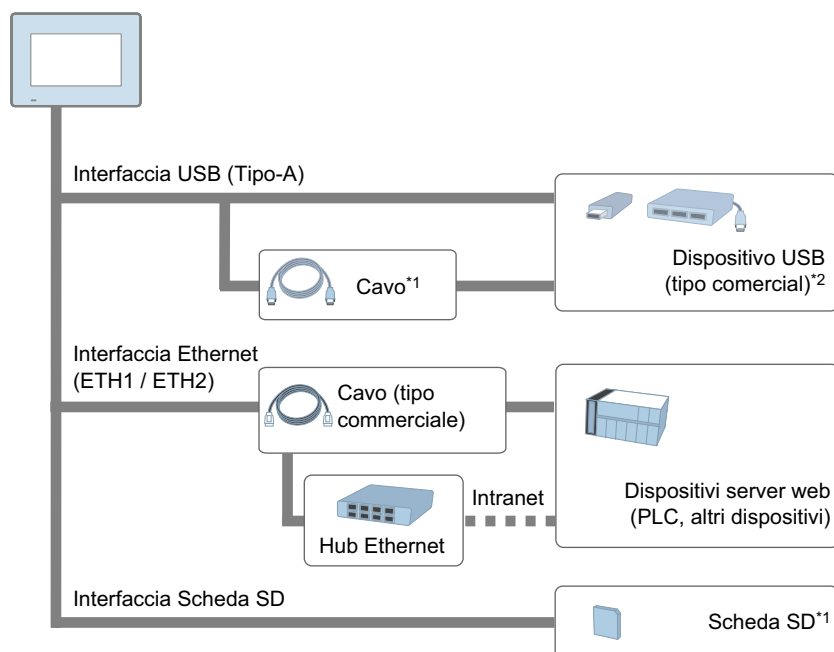 Interfaccia USB (Tipo-A)
Cavo*1
Dispositivo USB
(tipo comercial)*2
Interfaccia Ethernet
(ETH1 / ETH2)
Cavo (tipo
commerciale)
Hub Ethernet
Intranet
Dispositivi server web
(PLC, altri dispositivi)
Interfaccia Scheda SD
Scheda SD*1